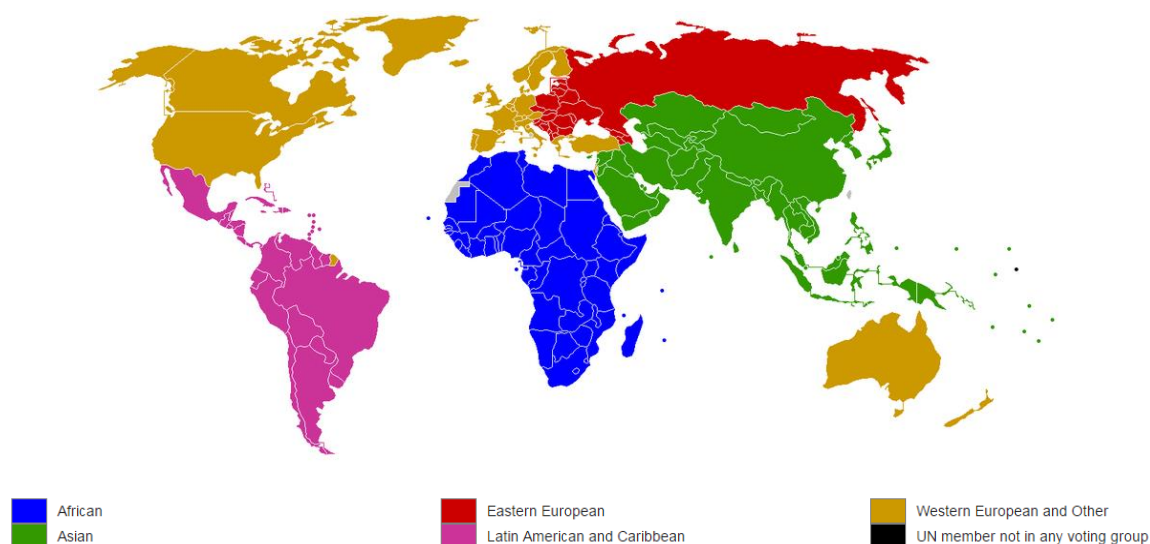 African
Eastern European
Western European and Other
Asian
Latin American and Caribbean
UN member not in any voting group